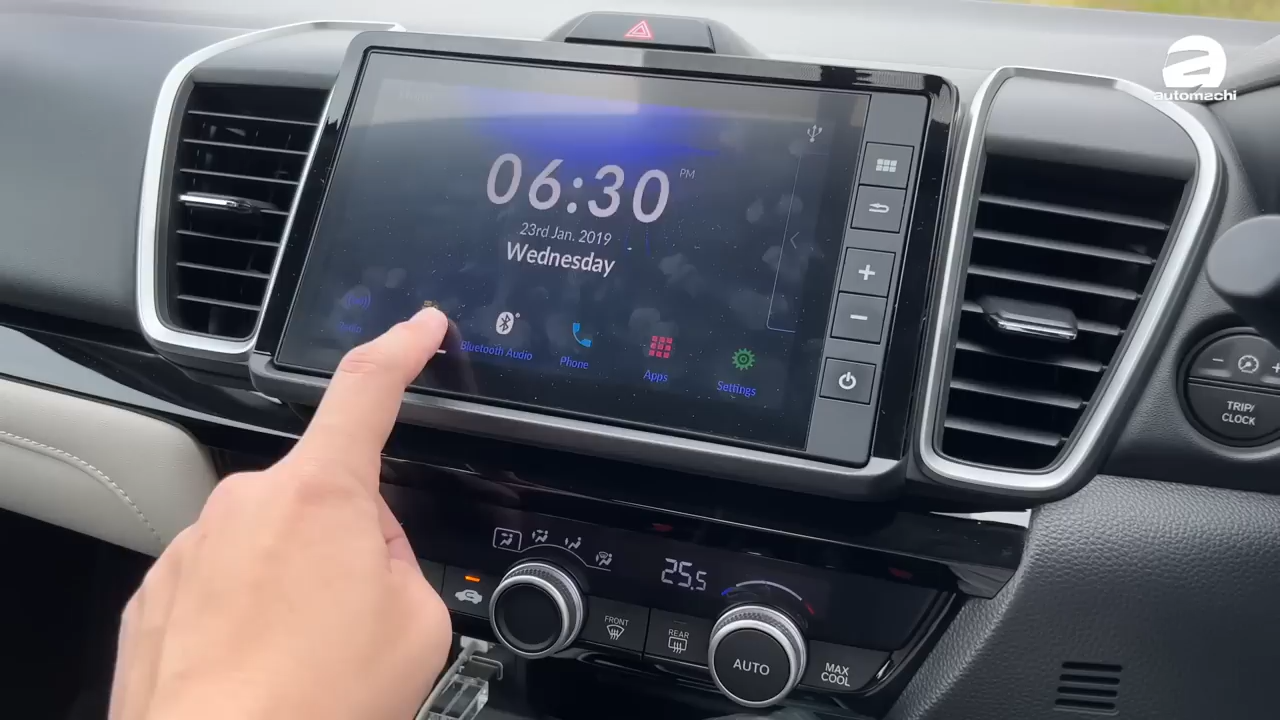 automachi
06:30 PM
23rd Jan. 2019
Wednesday
Radio
Bluetooth Audio
Phone
Apps
Settings
TRIP/
CLOCK
25.5
FRONT
REAR
AUTO
MAX
COOL